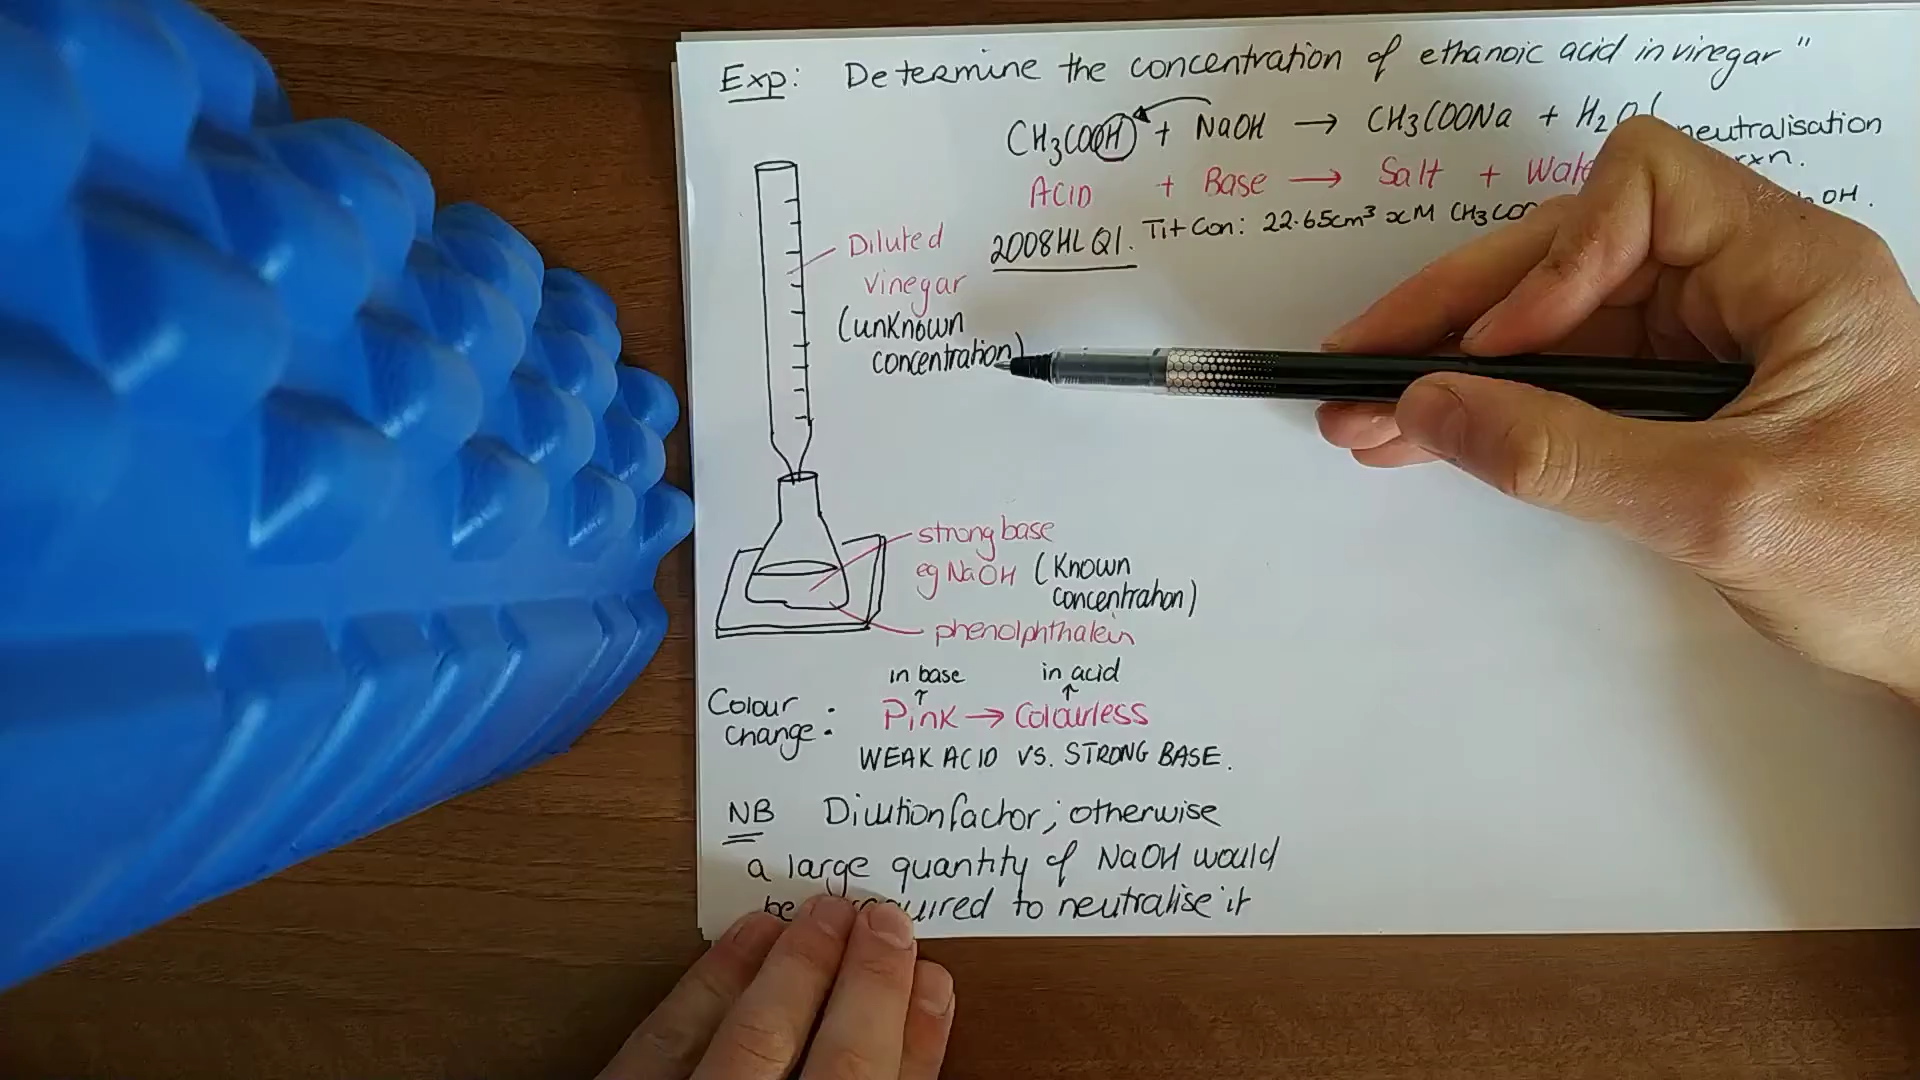 Exp: Determine the concentration of ethanoic acid in vinegar"
CH3COOH + NaOH → CH3COONa + H2O
neutralisation
rxn.
ACID + Base → Salt + Wate
2008HL Q1. Tit Con: 22.65cm³ xM CH3CO
OH.
Diluted
vinegar
(unknown
concentration)
strong base
eg NaOH (Known
concentration)
phenolphthalein
in base in acid
Colour
change: Pink → Colourless
WEAK ACID VS. STRONG BASE.
NB Dilution factor; otherwise
a large quantity of NaOH would
be required to neutralise it